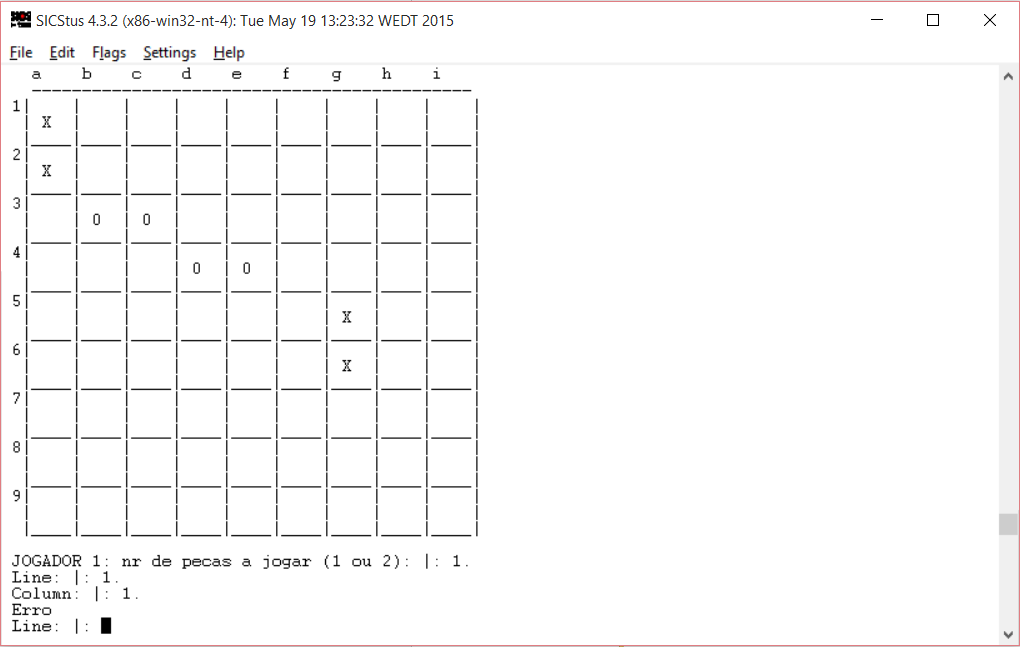 SICStus 4.3.2 (x86-win32-nt-4): Tue May 19 13:23:32 WEDT 2015
File Edit Flags Settings Help
a b c d e f g h i
1
X
2
X
3
O O
4
O O
5
X
6
X
7
8
9
JOGADOR 1: nr de pecas a jogar (1 ou 2): |: 1.
Line: |: 1.
Column: |: 1.
Erro
Line: |: